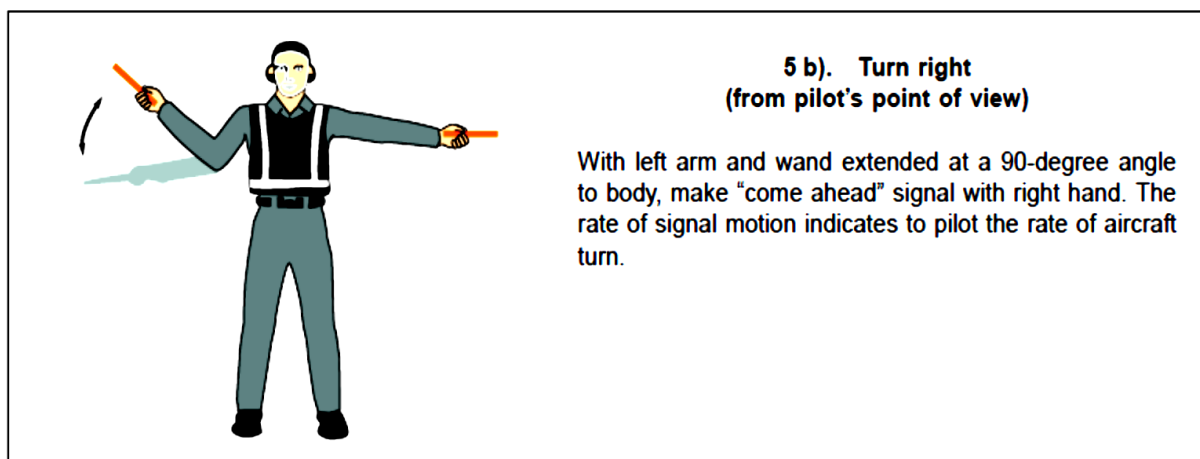 5 b). Turn right
(from pilot's point of view)
With left arm and wand extended at a 90-degree angle
to body, make “come ahead” signal with right hand. The
rate of signal motion indicates to pilot the rate of aircraft
turn.